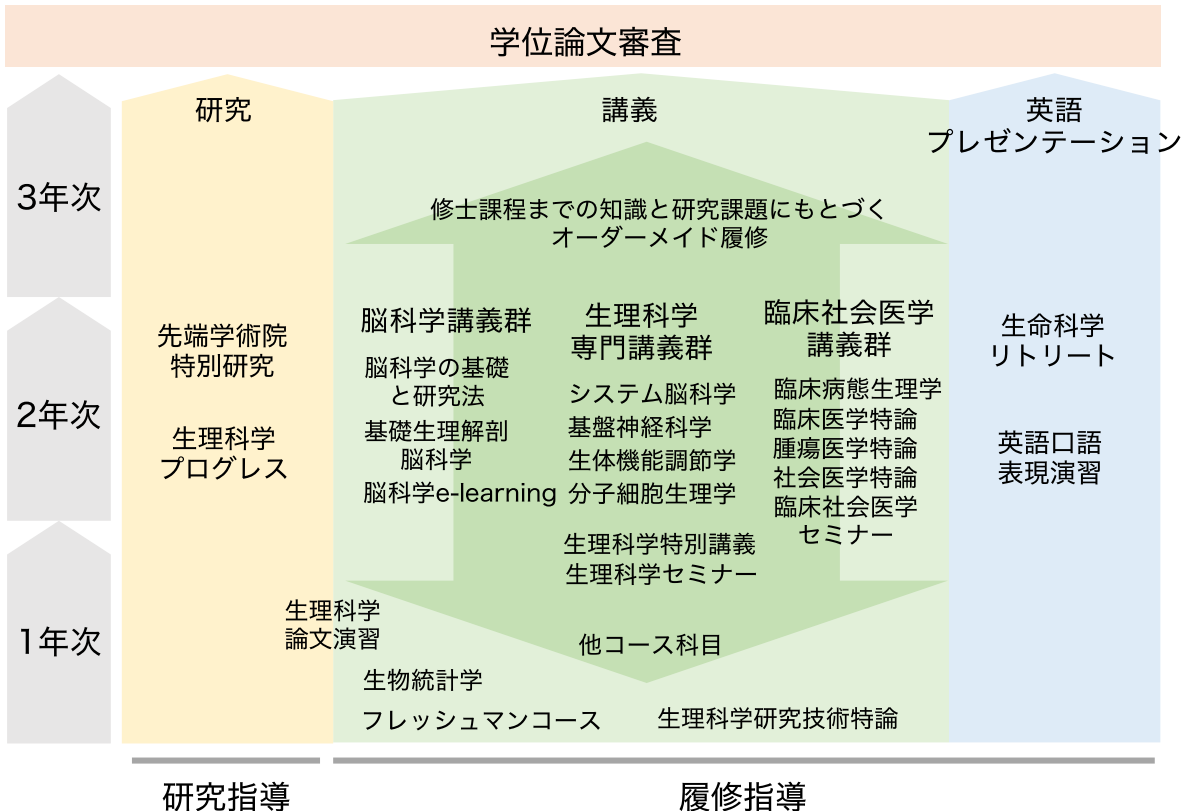 学位論文審査
3年次
2年次
1年次
研究
先端学術院
特別研究
生理科学
プログレス
生理科学
論文演習
講義
修士課程までの知識と研究課題にもとづく
オーダーメイド履修
脳科学講義群
脳科学の基礎
と研究法
基礎生理解剖
脳科学
脳科学e-learning
生理科学
専門講義群
システム脳科学
基盤神経科学
生体機能調節学
分子細胞生理学
生理科学特別講義
生理科学セミナー
臨床社会医学
講義群
臨床病態生理学
臨床医学特論
腫瘍医学特論
社会医学特論
臨床社会医学
セミナー
他コース科目
生物統計学
フレッシュマンコース
生理科学研究技術特論
英語
プレゼンテーション
生命科学
リトリート
英語口語
表現演習
研究指導
履修指導